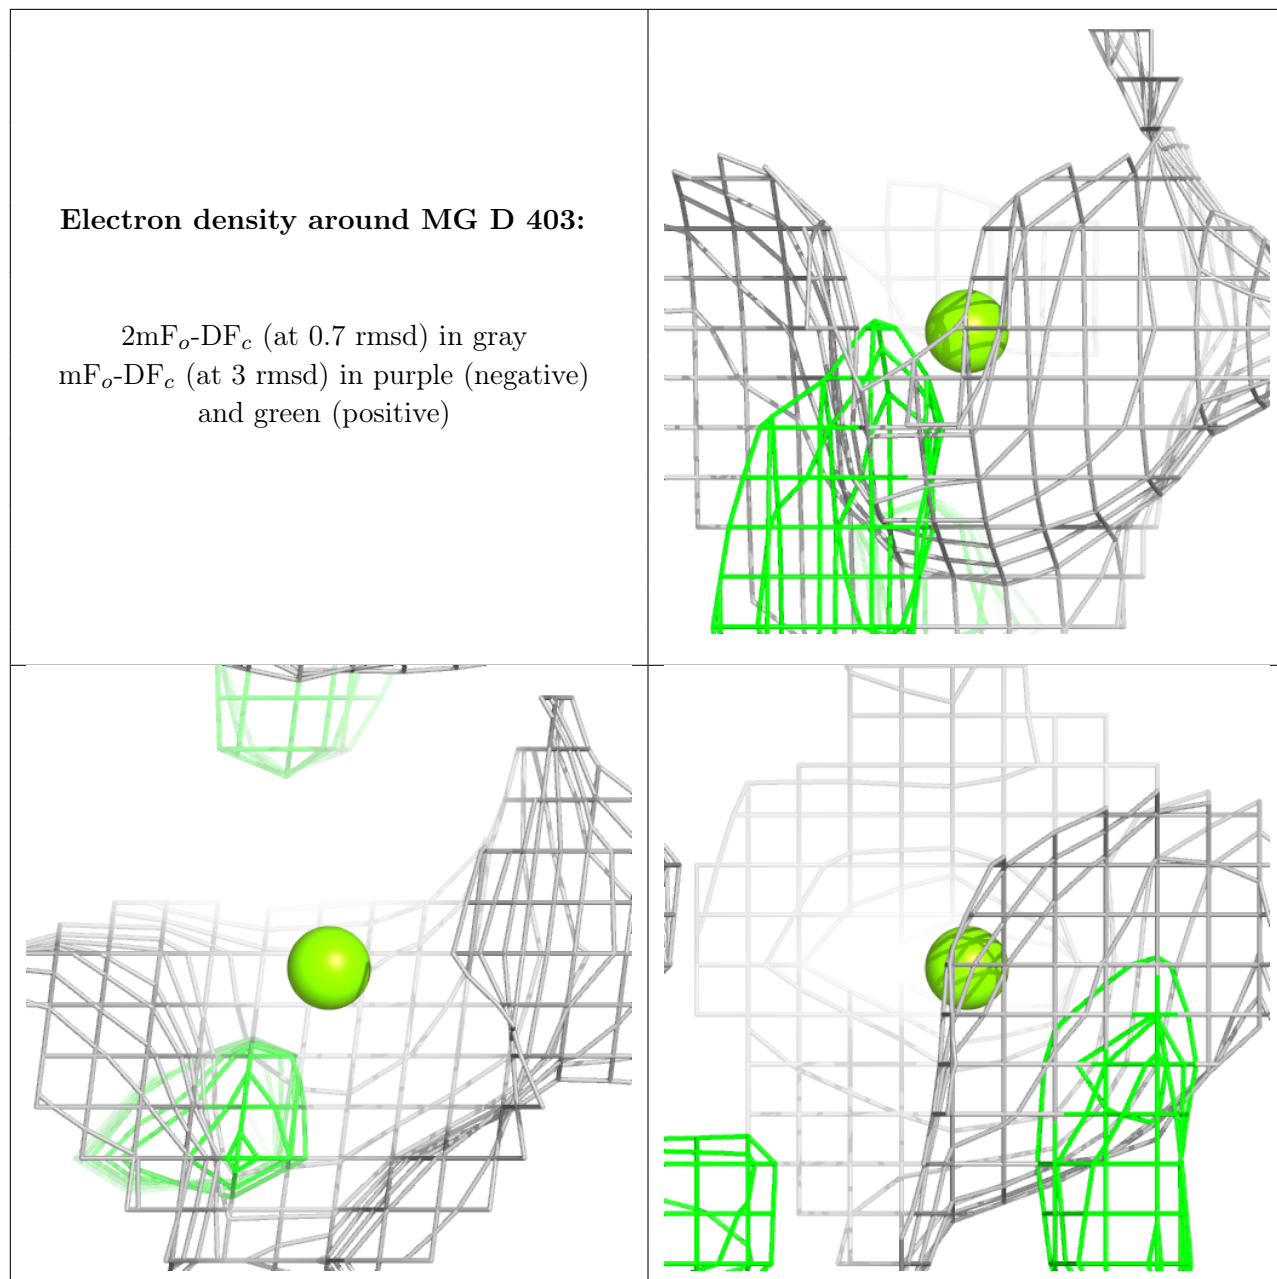 Electron density around MG D 403:
2mFo-DFc (at 0.7 rmsd) in gray
mFo-DFc (at 3 rmsd) in purple (negative)
and green (positive)